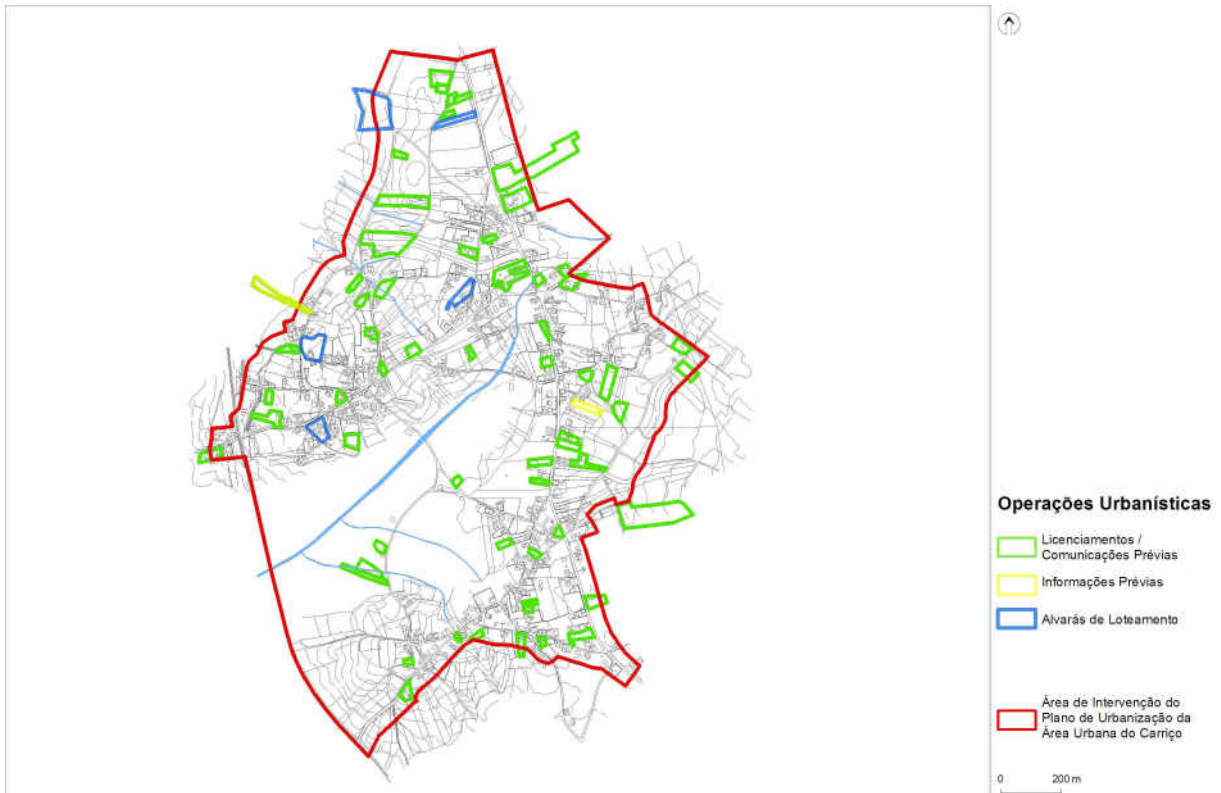 Operações Urbanísticas
Licenciamentos /
Comunicações Prévias
Informações Prévias
Alvarás de Loteamento
Área de Intervenção do
Plano de Urbanização da
Área Urbana do Carriço
0 200 m